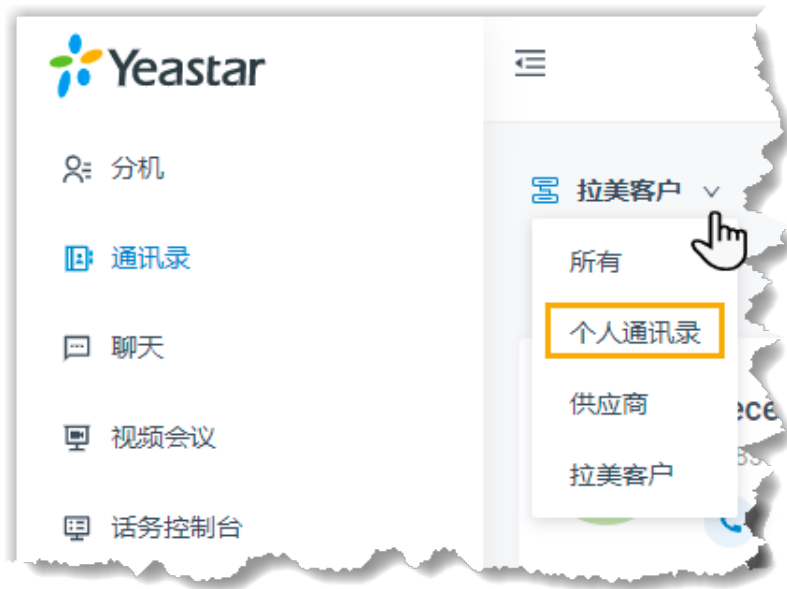 Yeastar
分机
通讯录
聊天
视频会议
话务控制台
拉美客户
所有
个人通讯录
供应商
拉美客户